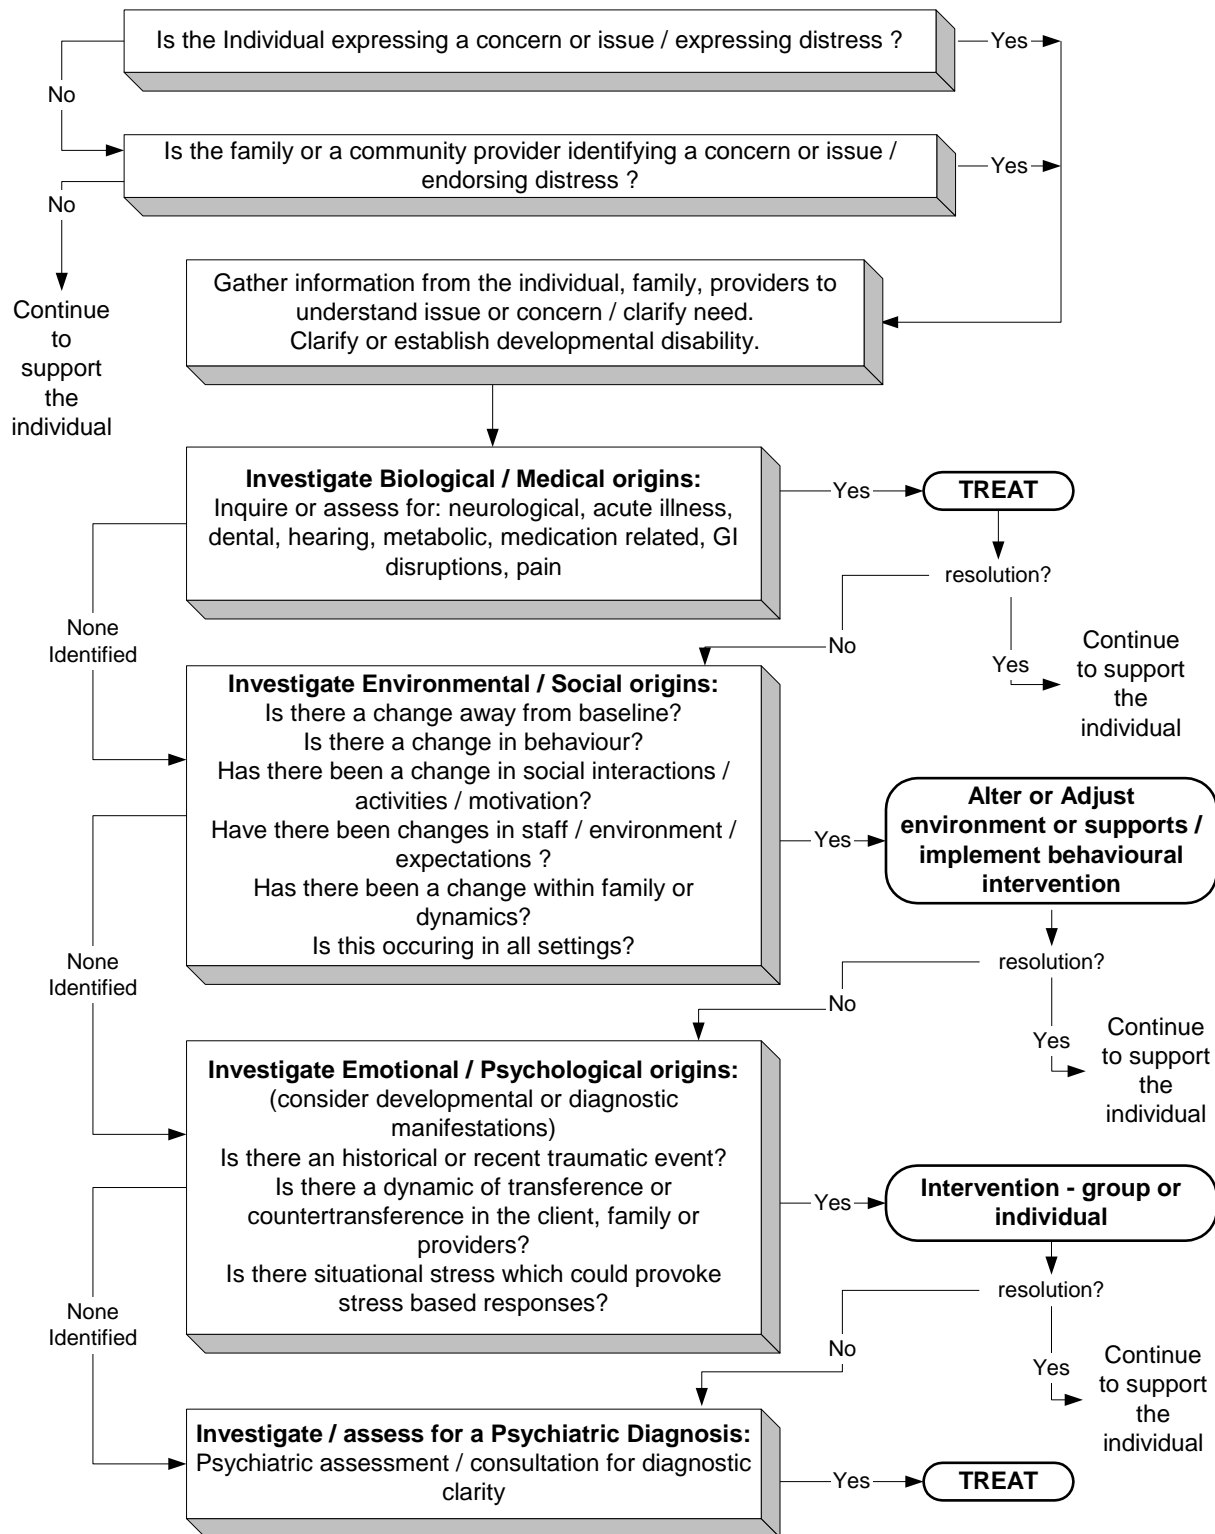 Is the Individual expressing a concern or issue / expressing distress ?
Yes
No
Is the family or a community provider identifying a concern or issue /
endorsing distress ?
Yes
No
Continue
to
support
the
individual
Gather information from the individual, family, providers to
understand issue or concern / clarify need.
Clarify or establish developmental disability.
Investigate Biological / Medical origins:
Inquire or assess for: neurological, acute illness,
dental, hearing, metabolic, medication related, GI
disruptions, pain
Yes
TREAT
resolution?
No
Yes
Continue
to support
the
individual
None
Identified
Investigate Environmental / Social origins:
Is there a change away from baseline?
Is there a change in behaviour?
Has there been a change in social interactions /
activities / motivation?
Have there been changes in staff / environment /
expectations ?
Has there been a change within family or
dynamics?
Is this occuring in all settings?
Yes
Alter or Adjust
environment or supports /
implement behavioural
intervention
resolution?
No
Yes
Continue
to support
the
individual
None
Identified
Investigate Emotional / Psychological origins:
(consider developmental or diagnostic
manifestations)
Is there an historical or recent traumatic event?
Is there a dynamic of transference or
countertransference in the client, family or
providers?
Is there situational stress which could provoke
stress based responses?
Yes
Intervention - group or
individual
resolution?
No
Yes
Continue
to support
the
individual
None
Identified
Investigate / assess for a Psychiatric Diagnosis:
Psychiatric assessment / consultation for diagnostic
clarity
Yes
TREAT